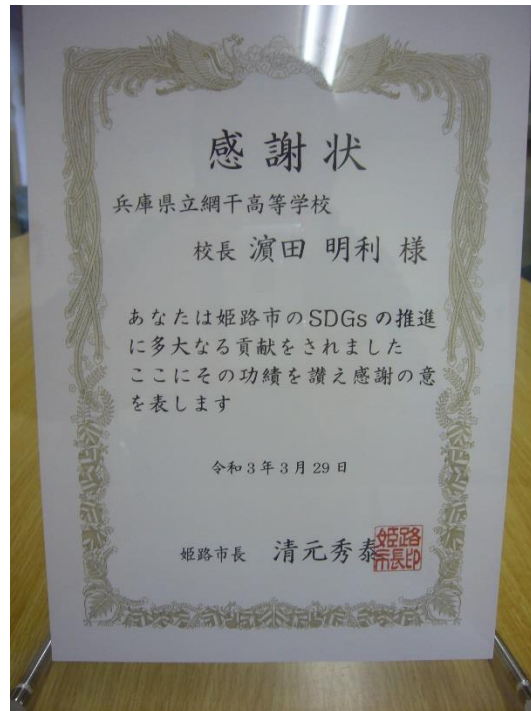 感謝状
兵庫県立網干高等学校
校長 濵田 明利 様
あなたは姫路市のSDGsの推進
に多大なる貢献をされました
ここにその功績を讃え感謝の意
を表します
令和3年3月29日
姫路市長 清元秀泰
姫路
市長印